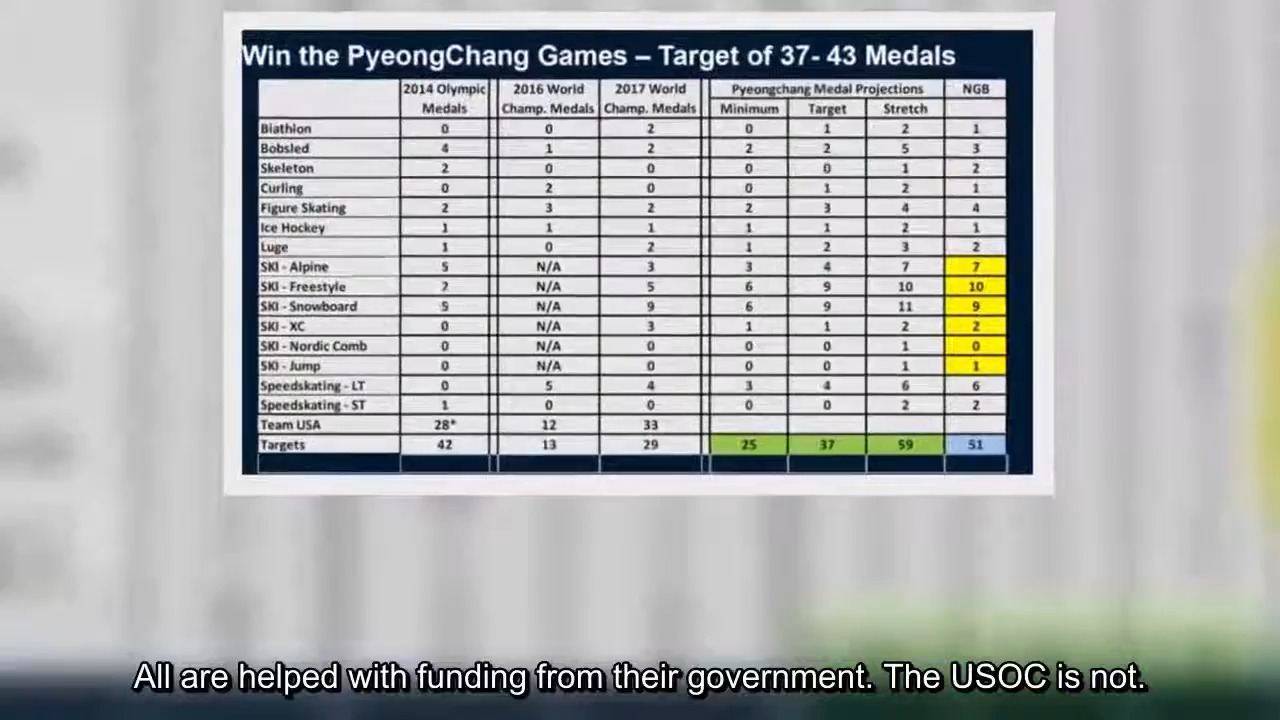 Win the PyeongChang Games – Target of 37- 43 Medals
2014 Olympic Medals 2016 World Champ. Medals 2017 World Champ. Medals Pyeongchang Medal Projections NGB
Minimum Target Stretch
Biathlon 0 0 2 0 1 2 1
Bobsled 4 1 2 2 2 5 3
Skeleton 2 0 0 0 0 1 2
Curling 0 2 0 0 1 2 1
Figure Skating 2 3 2 2 3 4 4
Ice Hockey 1 1 1 1 1 2 1
Luge 1 0 2 1 2 3 2
SKI - Alpine 5 N/A 3 3 4 7 7
SKI - Freestyle 2 N/A 5 6 9 10 10
SKI - Snowboard 5 N/A 9 6 9 11 9
SKI - XC 0 N/A 3 1 1 2 2
SKI - Nordic Comb 0 N/A 0 0 0 1 0
SKI - Jump 0 N/A 0 0 0 1 1
Speedskating - LT 0 5 4 3 4 6 6
Speedskating - ST 1 0 0 0 0 2 2
Team USA 28* 12 33
Targets 42 13 29 25 37 59 51
All are helped with funding from their government. The USOC is not.